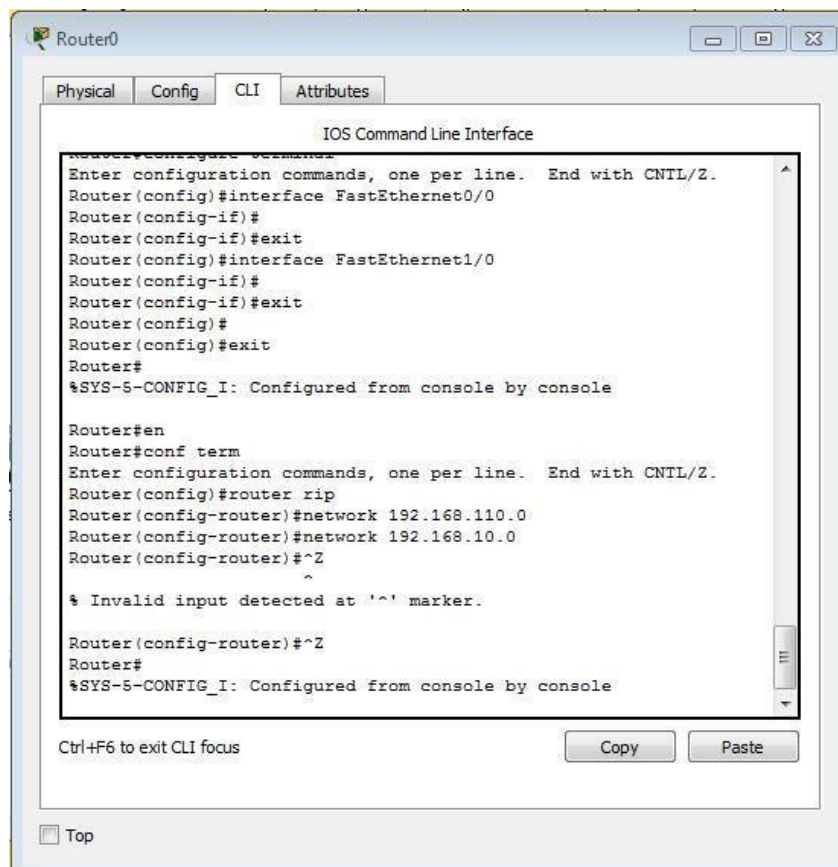 Router0
Physical Config CLI Attributes
IOS Command Line Interface
Router#configure terminal
Enter configuration commands, one per line.  End with CNTL/Z.
Router(config)#interface FastEthernet0/0
Router(config-if)#
Router(config-if)#exit
Router(config)#interface FastEthernet1/0
Router(config-if)#
Router(config-if)#exit
Router(config)#
Router(config)#exit
Router#
%SYS-5-CONFIG_I: Configured from console by console
Router#en
Router#conf term
Enter configuration commands, one per line.  End with CNTL/Z.
Router(config)#router rip
Router(config-router)#network 192.168.110.0
Router(config-router)#network 192.168.10.0
Router(config-router)#^Z
^
% Invalid input detected at '^' marker.
Router(config-router)#^Z
Router#
%SYS-5-CONFIG_I: Configured from console by console
Ctrl+F6 to exit CLI focus
Copy Paste
Top